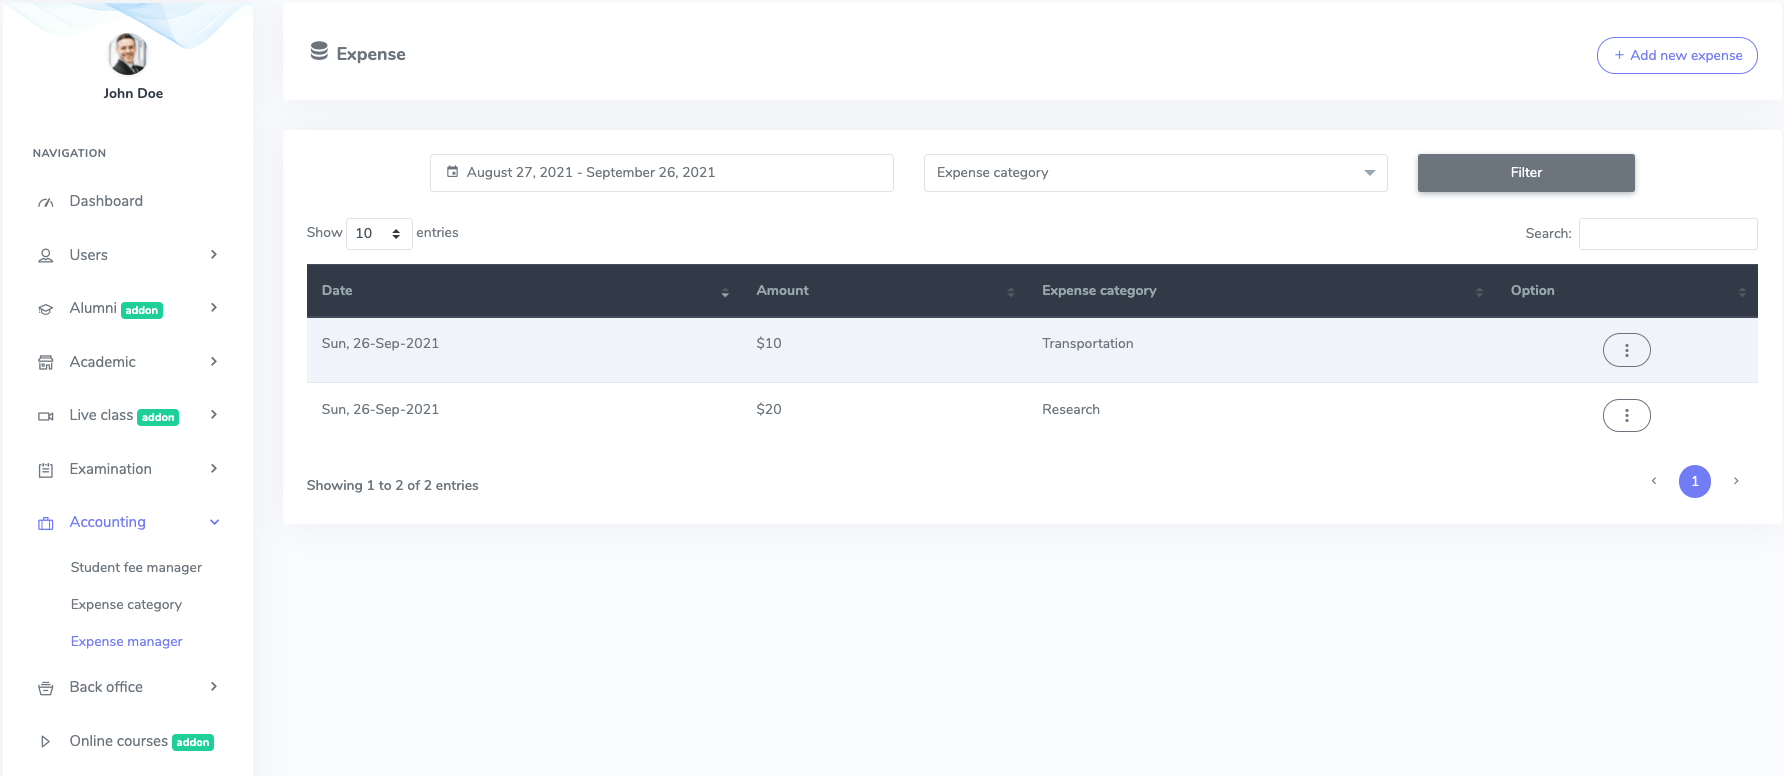 John Doe
NAVIGATION
Dashboard
Users
Alumni addon
Academic
Live class addon
Examination
Accounting
Student fee manager
Expense category
Expense manager
Back office
Online courses addon
Expense
+ Add new expense
August 27, 2021 - September 26, 2021
Expense category
Filter
Show 10 entries
Search:
Date Amount Expense category Option
Sun, 26-Sep-2021 $10 Transportation
Sun, 26-Sep-2021 $20 Research
Showing 1 to 2 of 2 entries
‹ 1 ›